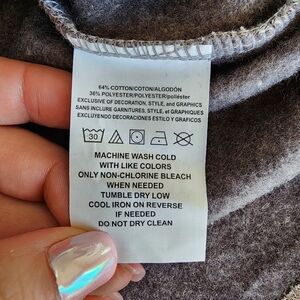 64% COTTON/COTON/ALGODÓN
36% POLYESTER/POLYESTER/poliéster
EXCLUSIVE OF DECORATION, STYLE, and GRAPHICS
SANS INCLURE GARNITURES, STYLE, et GRAPHIQUES
EXCLUYENDO DECORACIONES ESTILO Y GRAFICOS
30
MACHINE WASH COLD
WITH LIKE COLORS
ONLY NON-CHLORINE BLEACH
WHEN NEEDED
TUMBLE DRY LOW
COOL IRON ON REVERSE
IF NEEDED
DO NOT DRY CLEAN